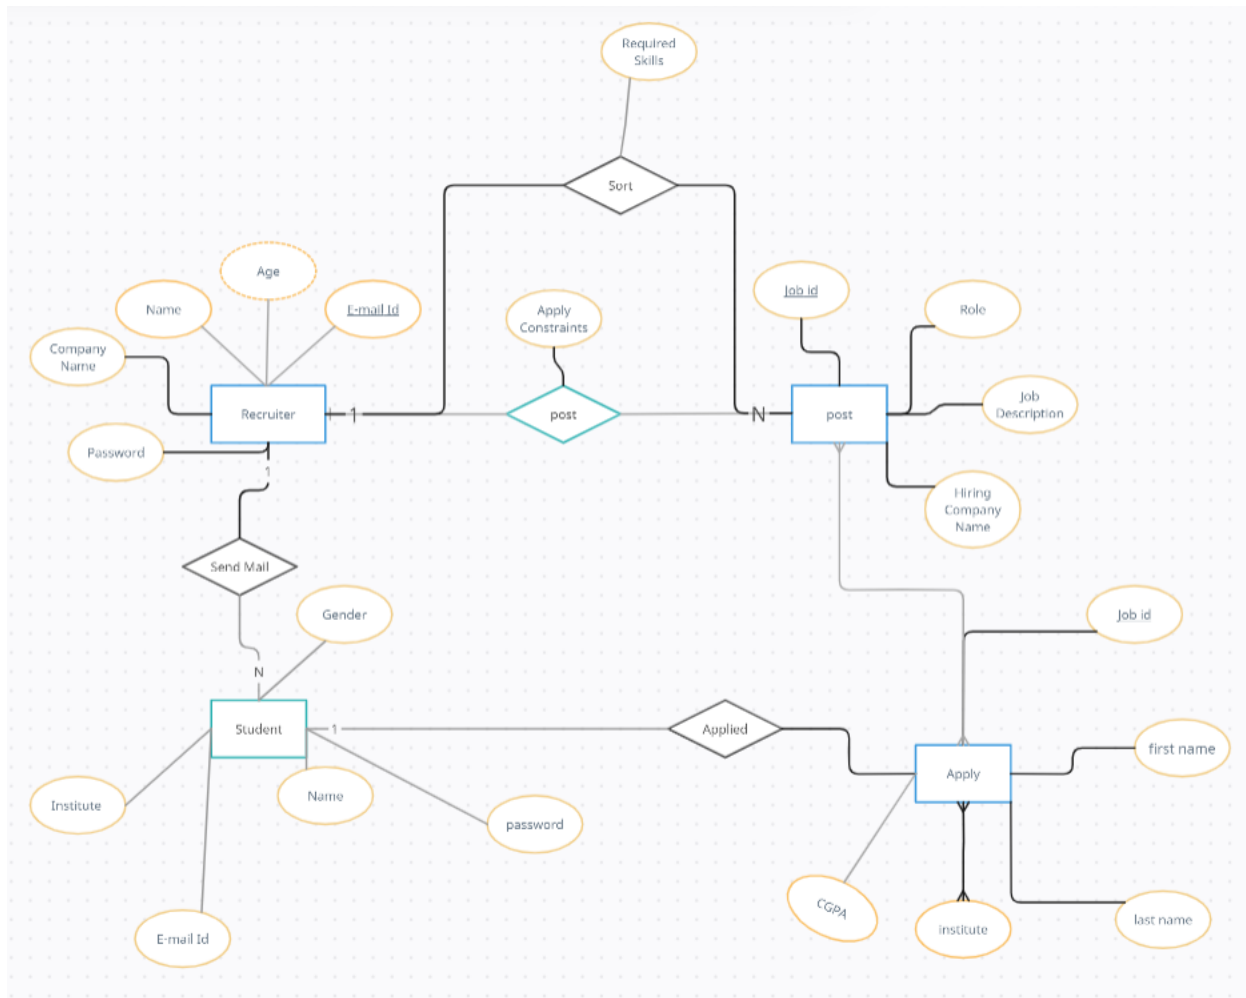 Required
Skills
Sort
Age
Name
E-mail Id
Company
Name
Apply
Constraints
Job id
Role
Recruiter
1
post
N
post
Job
Description
Password
1
Hiring
Company
Name
Send Mail
Gender
Job id
N
Student
1
Applied
first name
Apply
Institute
Name
password
CGPA
institute
last name
E-mail Id